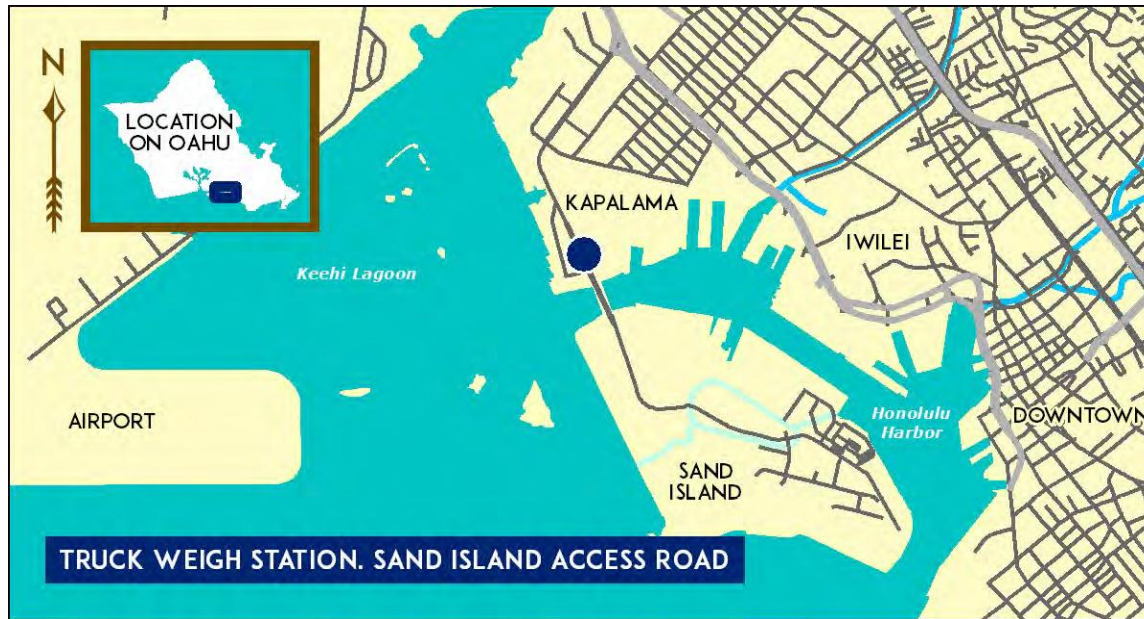 N
LOCATION
ON OAHU
KAPALAMA
IWILEI
Keehi Lagoon
AIRPORT
Honolulu
Harbor
DOWNTOWN
SAND
ISLAND
TRUCK WEIGH STATION. SAND ISLAND ACCESS ROAD